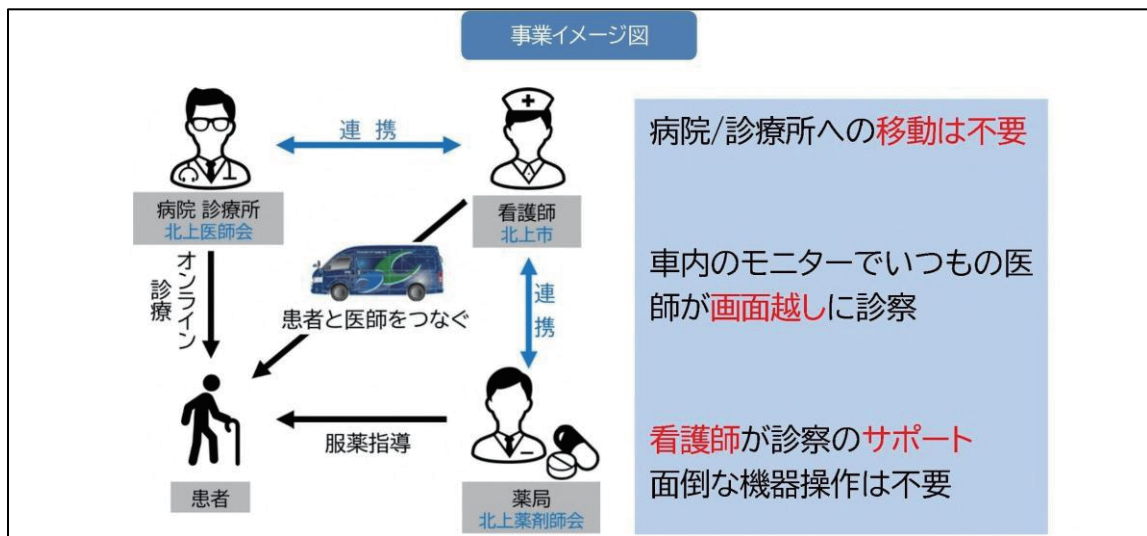 事業イメージ図
連 携
病院 診療所
北上医師会
看護師
北上市
オンライン
診療
患者と医師をつなぐ
連 携
服薬指導
患者
薬局
北上薬剤師会
病院/診療所への移動は不要
車内のモニターでいつもの医
師が画面越しに診察
看護師が診察のサポート
面倒な機器操作は不要